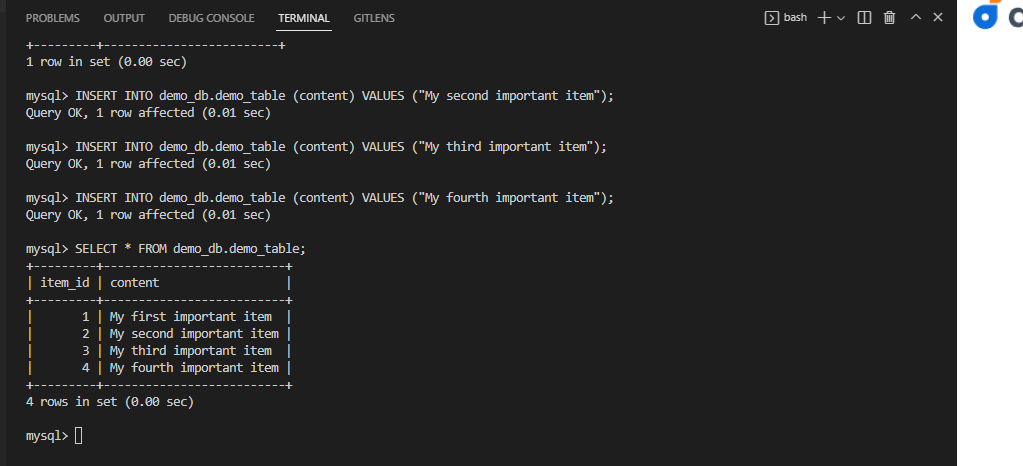 PROBLEMS OUTPUT DEBUG CONSOLE TERMINAL GITLENS bash
+---------+-------------------------+
1 row in set (0.00 sec)
mysql> INSERT INTO demo_db.demo_table (content) VALUES ("My second important item");
Query OK, 1 row affected (0.01 sec)
mysql> INSERT INTO demo_db.demo_table (content) VALUES ("My third important item");
Query OK, 1 row affected (0.01 sec)
mysql> INSERT INTO demo_db.demo_table (content) VALUES ("My fourth important item");
Query OK, 1 row affected (0.01 sec)
mysql> SELECT * FROM demo_db.demo_table;
+---------+--------------------------+
| item_id | content                  |
+---------+--------------------------+
|       1 | My first important item  |
|       2 | My second important item |
|       3 | My third important item  |
|       4 | My fourth important item |
+---------+--------------------------+
4 rows in set (0.00 sec)
mysql>